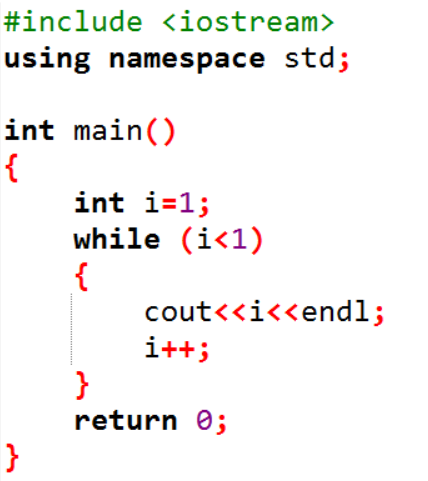 #include <iostream>
using namespace std;
int main()
{
int i=1;
while (i<1)
{
cout<<i<<endl;
i++;
}
return 0;
}